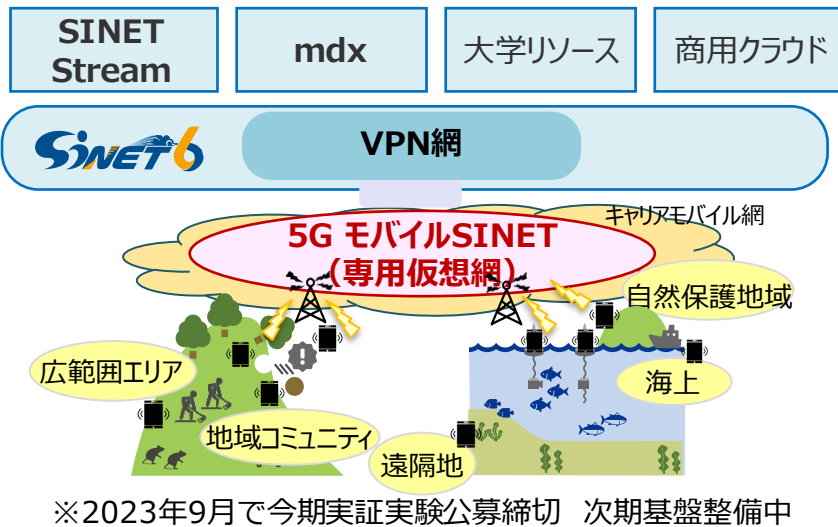 SINET
Stream
mdx
大学リソース
商用クラウド
SINET6
VPN網
キャリアモバイル網
5G モバイルSINET
(専用仮想網)
自然保護地域
広範囲エリア
海上
地域コミュニティ
遠隔地
※2023年9月で今期実証実験公募締切 次期基盤整備中